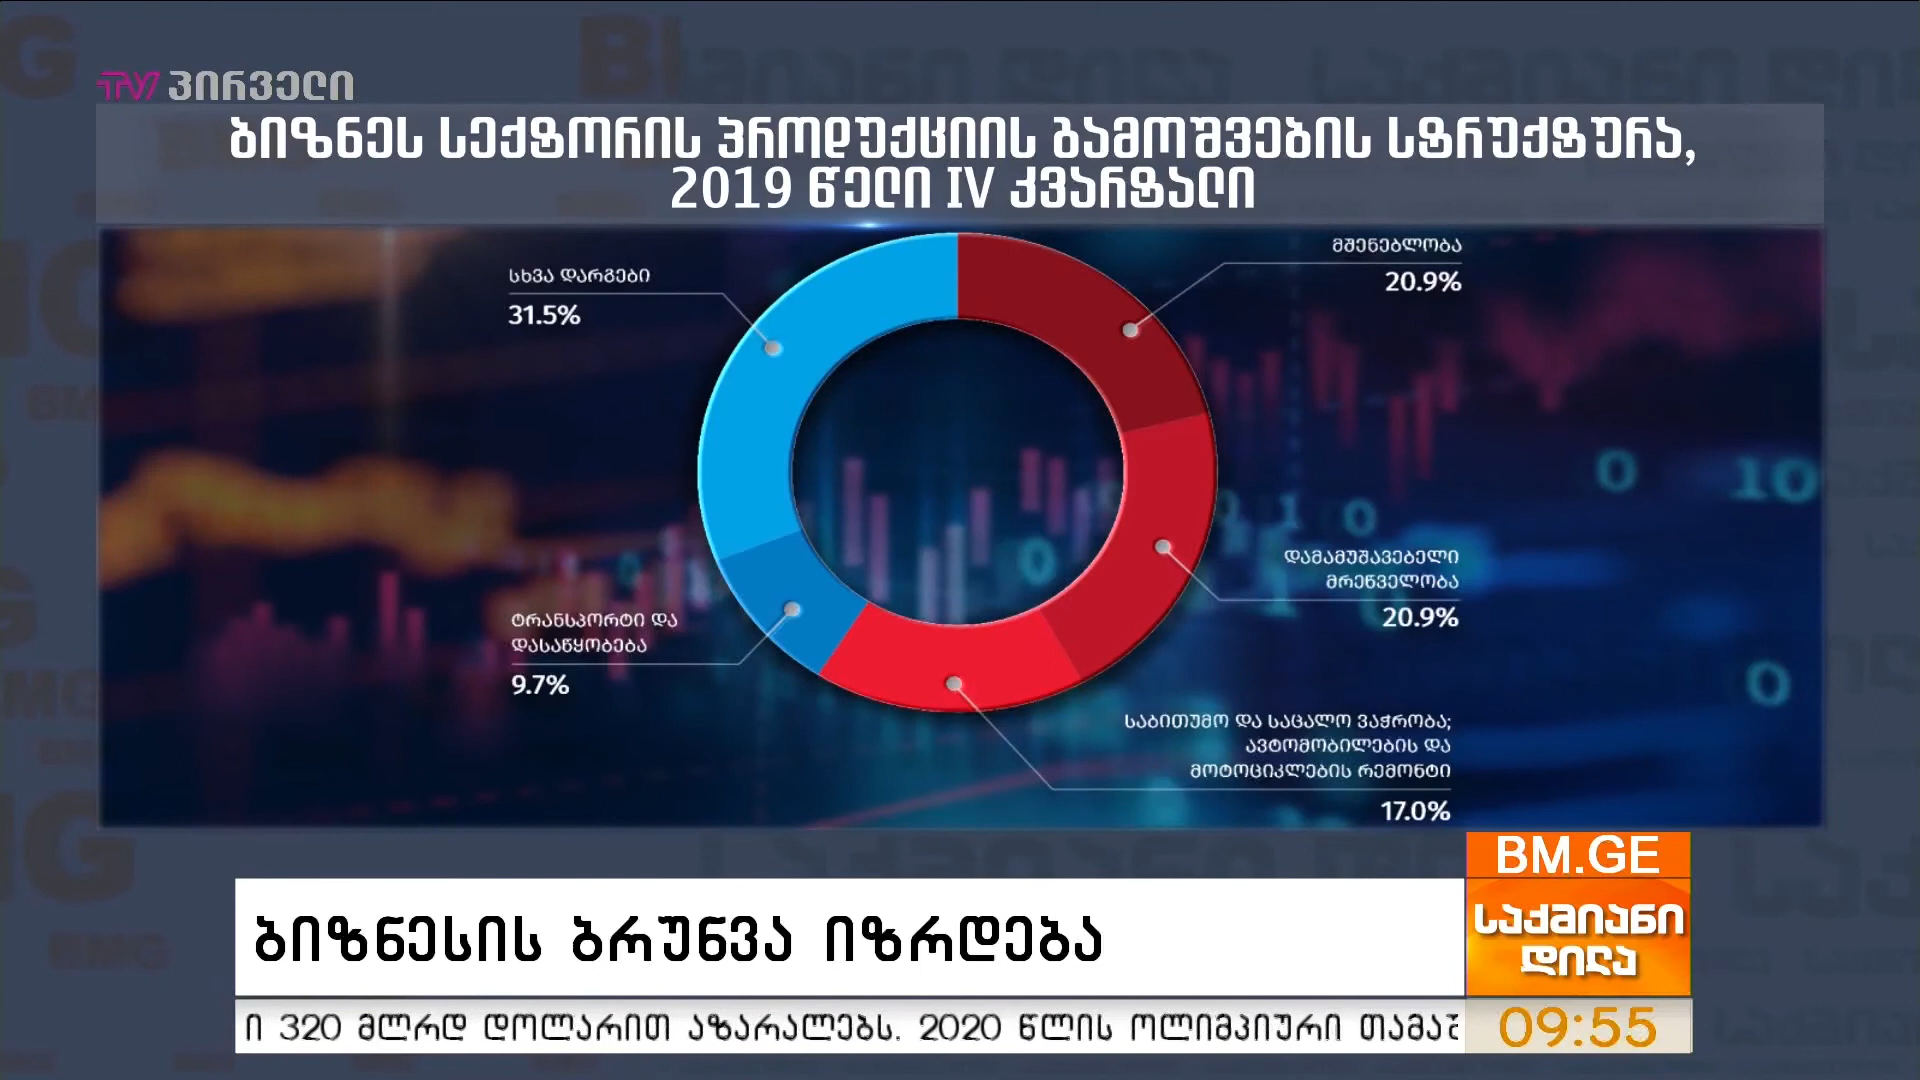 TV პირველი
ბიზნეს სექტორის პროდუქციის გამოშვების სტრუქტურა,
2019 წელი IV კვარტალი
სხვა დარგები
31.5%
მშენებლობა
20.9%
დამამუშავებელი
მრეწველობა
20.9%
ტრანსპორტი და
დასაწყობება
9.7%
საბითუმო და საცალო ვაჭრობა;
ავტომობილების და
მოტოციკლების რემონტი
17.0%
BM.GE
ბიზნესის ბრუნვა იზრდება
საქმიანი
დილა
ი 320 მლრდ დოლარით აზარალებს. 2020 წლის ოლიმპიური თამაშ
09:55